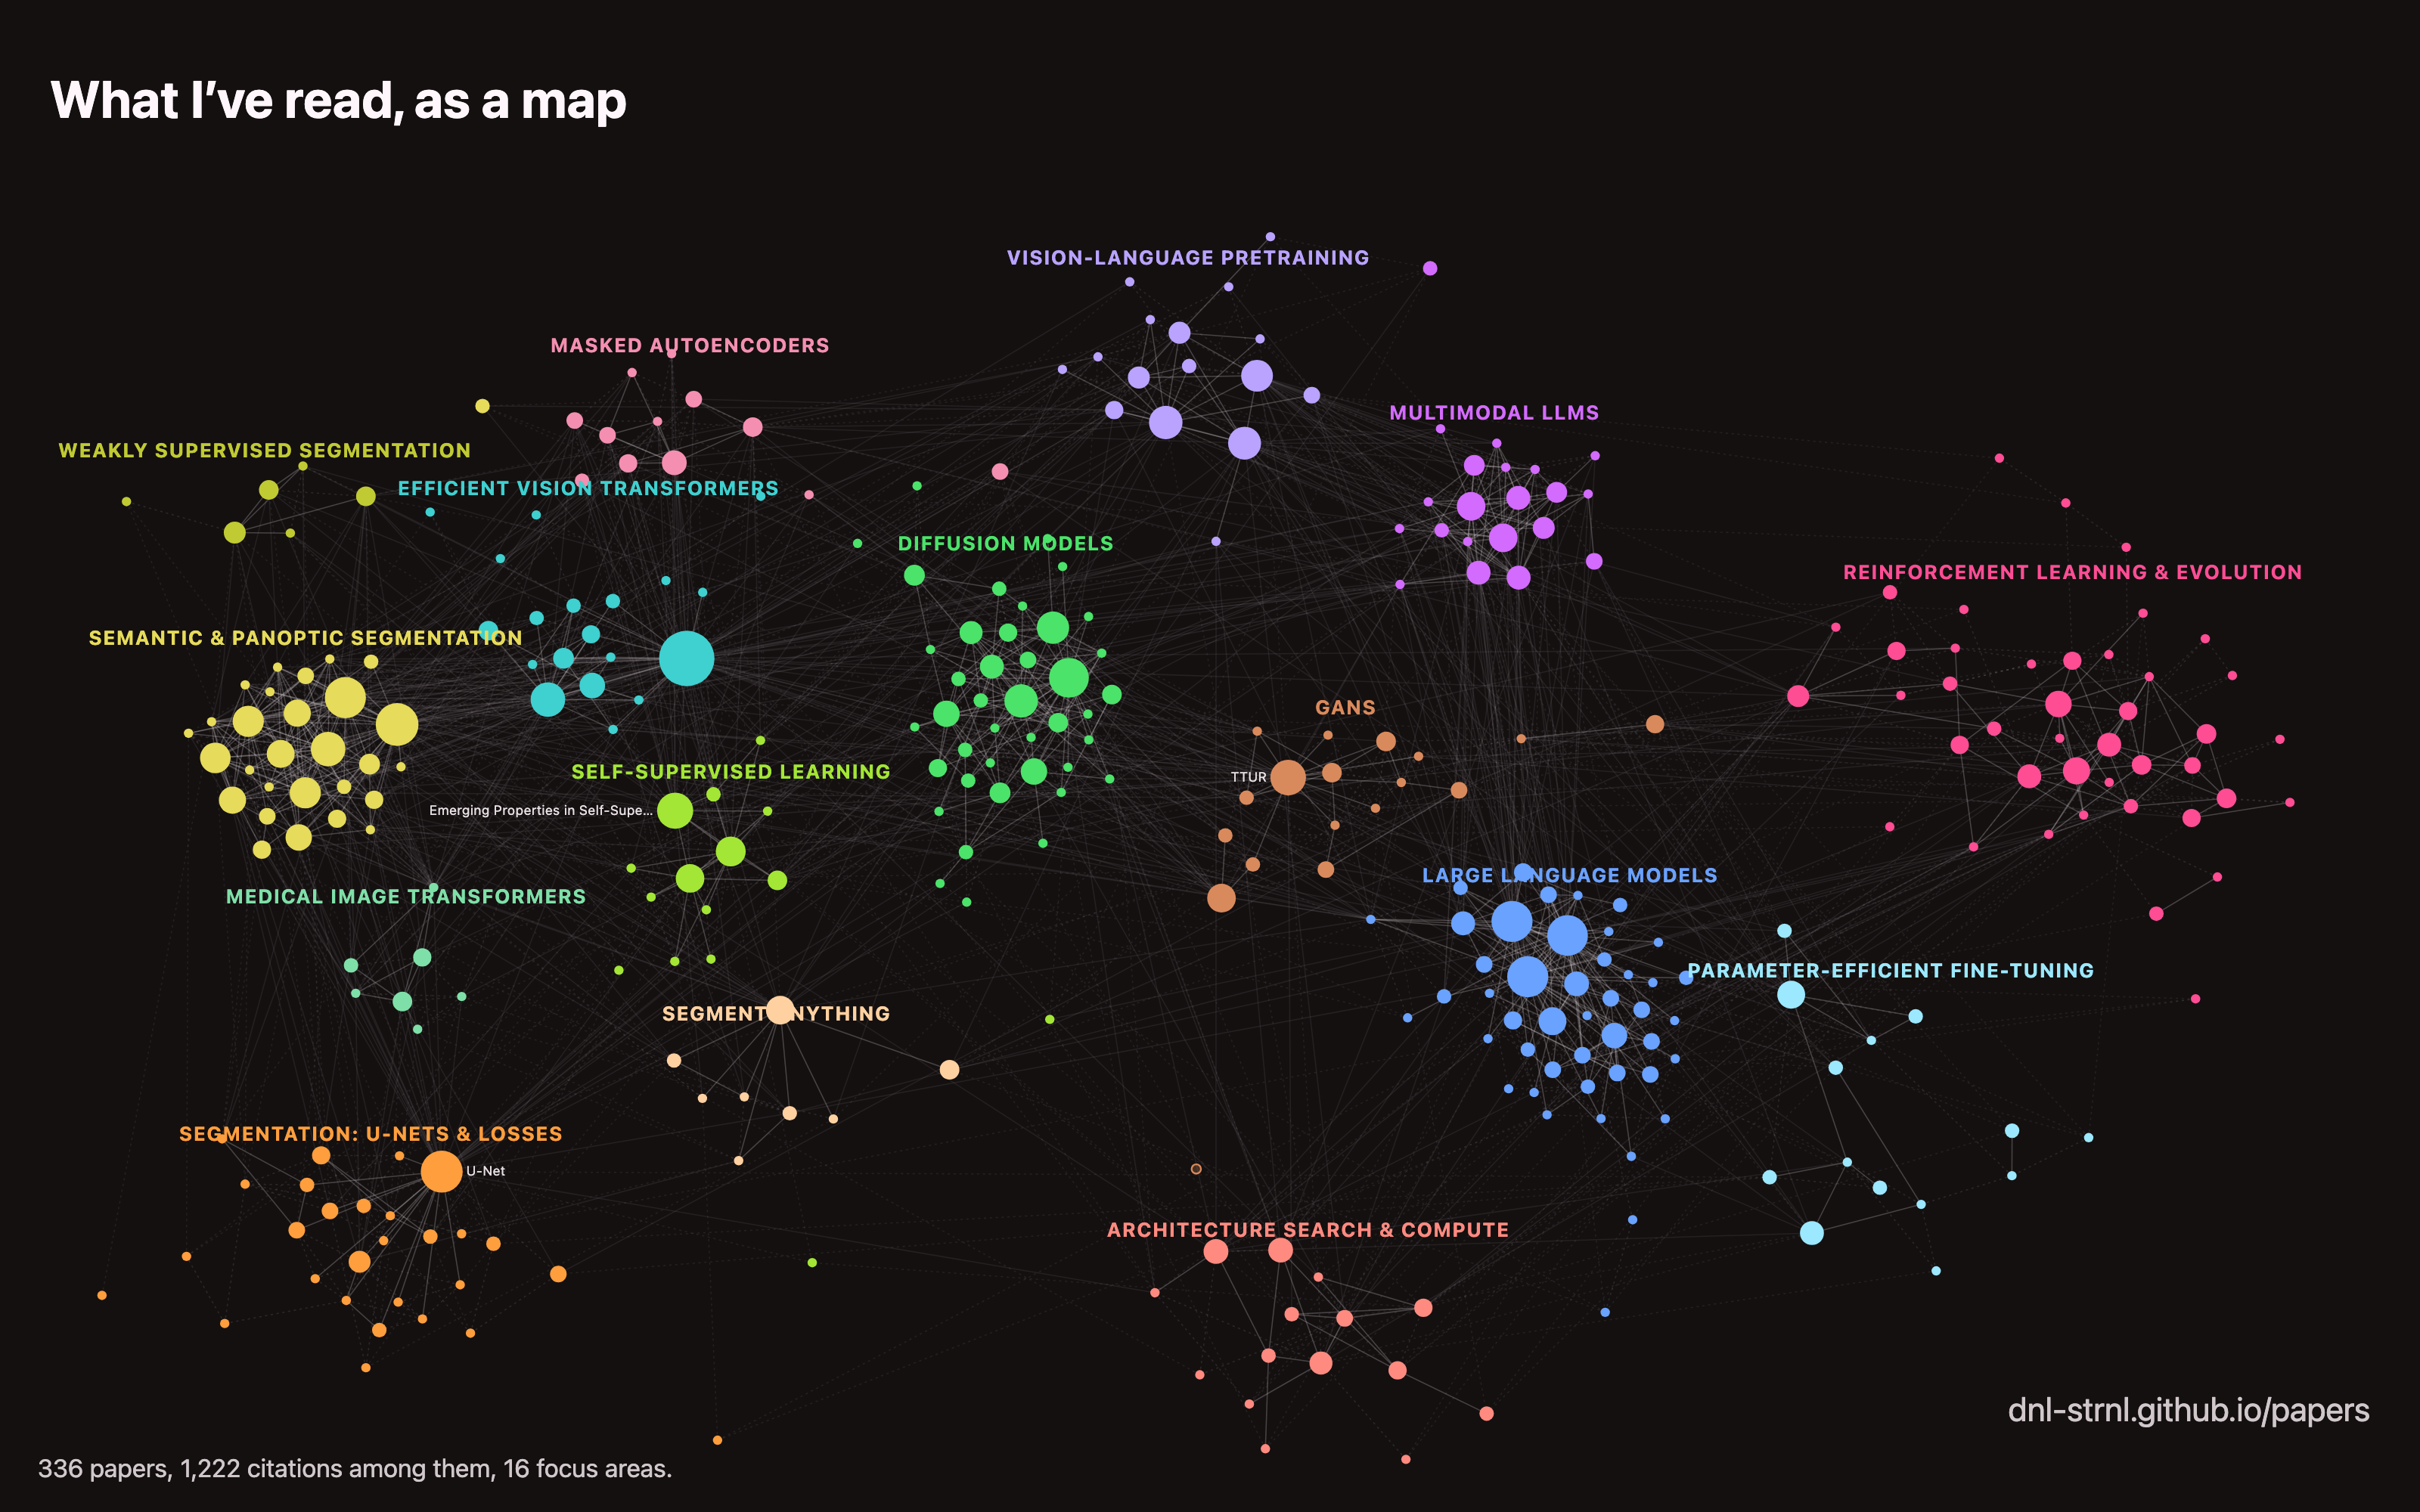 What I’ve read, as a map
VISION-LANGUAGE PRETRAINING
MASKED AUTOENCODERS
MULTIMODAL LLMS
WEAKLY SUPERVISED SEGMENTATION
EFFICIENT VISION TRANSFORMERS
DIFFUSION MODELS
REINFORCEMENT LEARNING & EVOLUTION
SEMANTIC & PANOPTIC SEGMENTATION
GANS
SELF-SUPERVISED LEARNING
TTUR
Emerging Properties in Self-Supe...
LARGE LANGUAGE MODELS
MEDICAL IMAGE TRANSFORMERS
PARAMETER-EFFICIENT FINE-TUNING
SEGMENT ANYTHING
SEGMENTATION: U-NETS & LOSSES
U-Net
ARCHITECTURE SEARCH & COMPUTE
dnl-strnl.github.io/papers
336 papers, 1,222 citations among them, 16 focus areas.